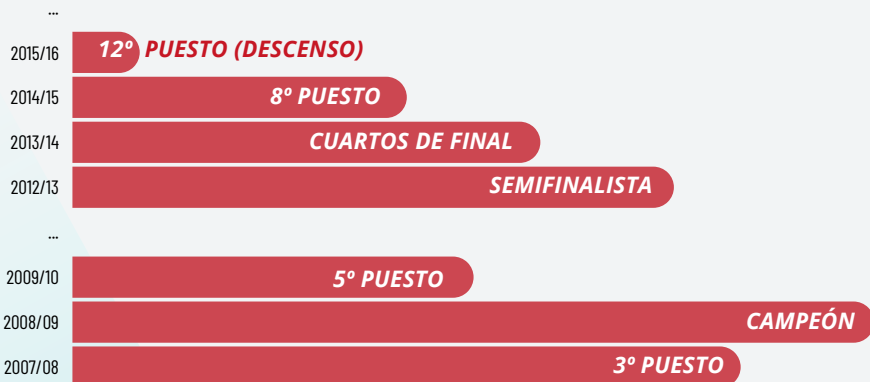 ...
2015/16 12º PUESTO (DESCENSO)
2014/15 8º PUESTO
2013/14 CUARTOS DE FINAL
2012/13 SEMIFINALISTA
...
2009/10 5º PUESTO
2008/09 CAMPEÓN
2007/08 3º PUESTO